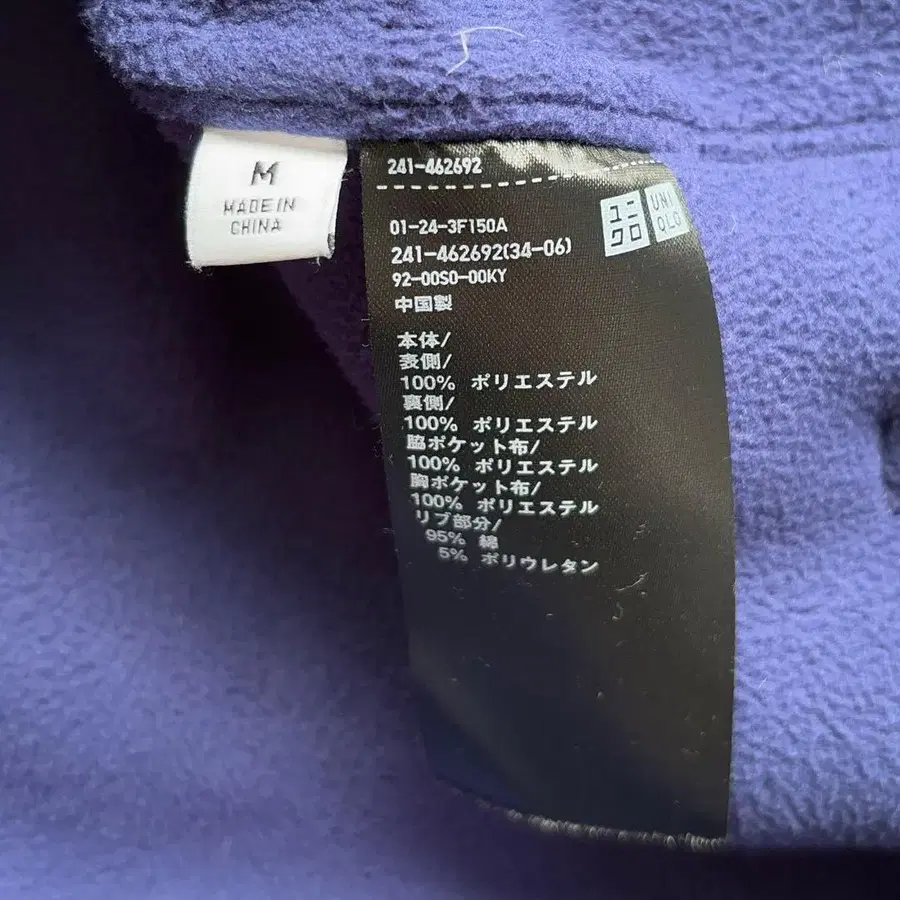 M
MADE IN
CHINA
241-462692
ユニ
クロ
UNI
QLO
01-24-3F150A
241-462692(34-06)
92-00S0-00KY
中国製
本体/
表側/
100% ポリエステル
裏側/
100% ポリエステル
脇ポケット布/
100% ポリエステル
胸ポケット布/
100% ポリエステル
リブ部分/
95% 綿
5% ポリウレタン